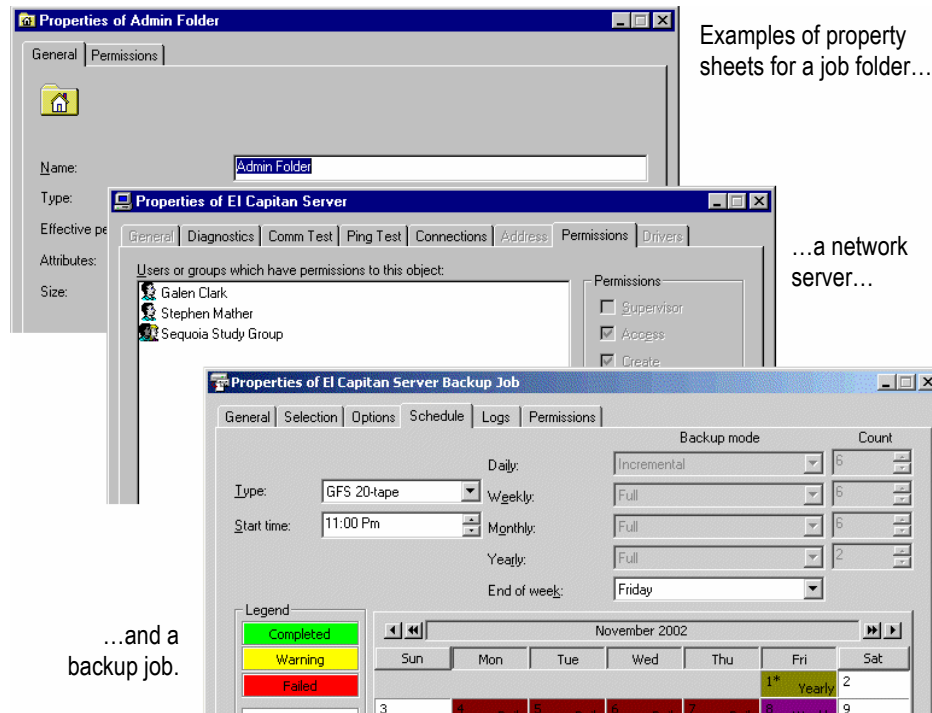 Properties of Admin Folder
General Permissions
Examples of property
sheets for a job folder…
Name: Admin Folder
Type:
Effective pe
Attributes:
Size:
Properties of El Capitan Server
General Diagnostics Comm Test Ping Test Connections Address Permissions Drivers
…a network
server…
Users or groups which have permissions to this object:
Galen Clark
Stephen Mather
Sequoia Study Group
Permissions
Supervisor
Access
Create
Properties of El Capitan Server Backup Job
General Selection Options Schedule Logs Permissions
Backup mode Count
Daily: Incremental 6
Type: GFS 20-tape
Weekly: Full 6
Start time: 11:00 Pm
Monthly: Full 6
Yearly: Full 2
End of week: Friday
…and a
backup job.
Legend
Completed
Warning
Failed
November 2002
Sun Mon Tue Wed Thu Fri Sat
1* Yearly 2
3 4 5 6 7 8 9